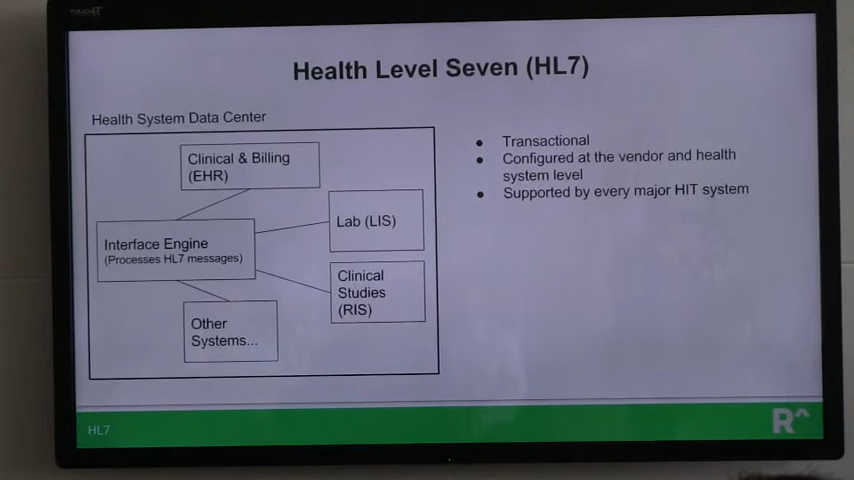 Health Level Seven (HL7)
Health System Data Center
Clinical & Billing
(EHR)
Lab (LIS)
Interface Engine
(Processes HL7 messages)
Clinical
Studies
(RIS)
Other
Systems...
● Transactional
● Configured at the vendor and health
system level
● Supported by every major HIT system
HL7
R^